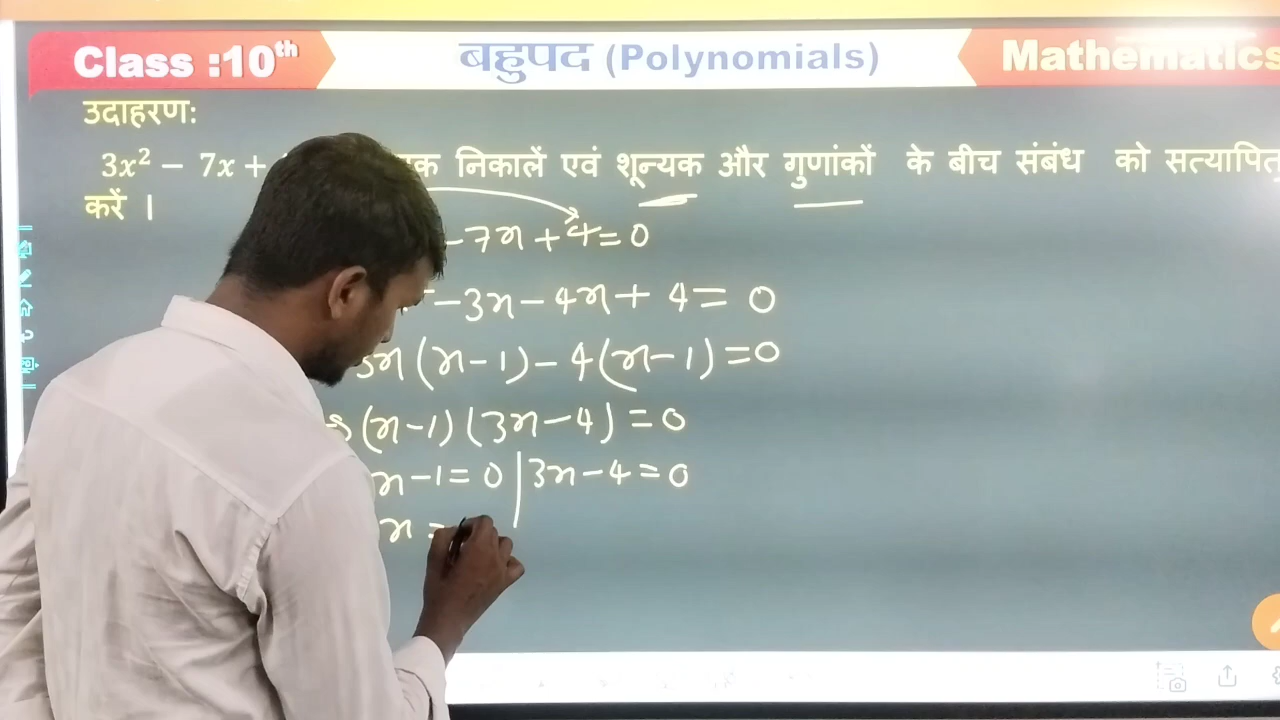 Class :10th
बहुपद (Polynomials)
Mathematics
उदाहरण:
3x² − 7x + निकालें एवं शून्यक और गुणांकों के बीच संबंध को सत्यापित
करें ।
- 7x + 4 = 0
- 3x - 4x + 4 = 0
3x (x - 1) - 4 (x - 1) = 0
(x - 1) (3x - 4) = 0
x - 1 = 0 | 3x - 4 = 0
x =